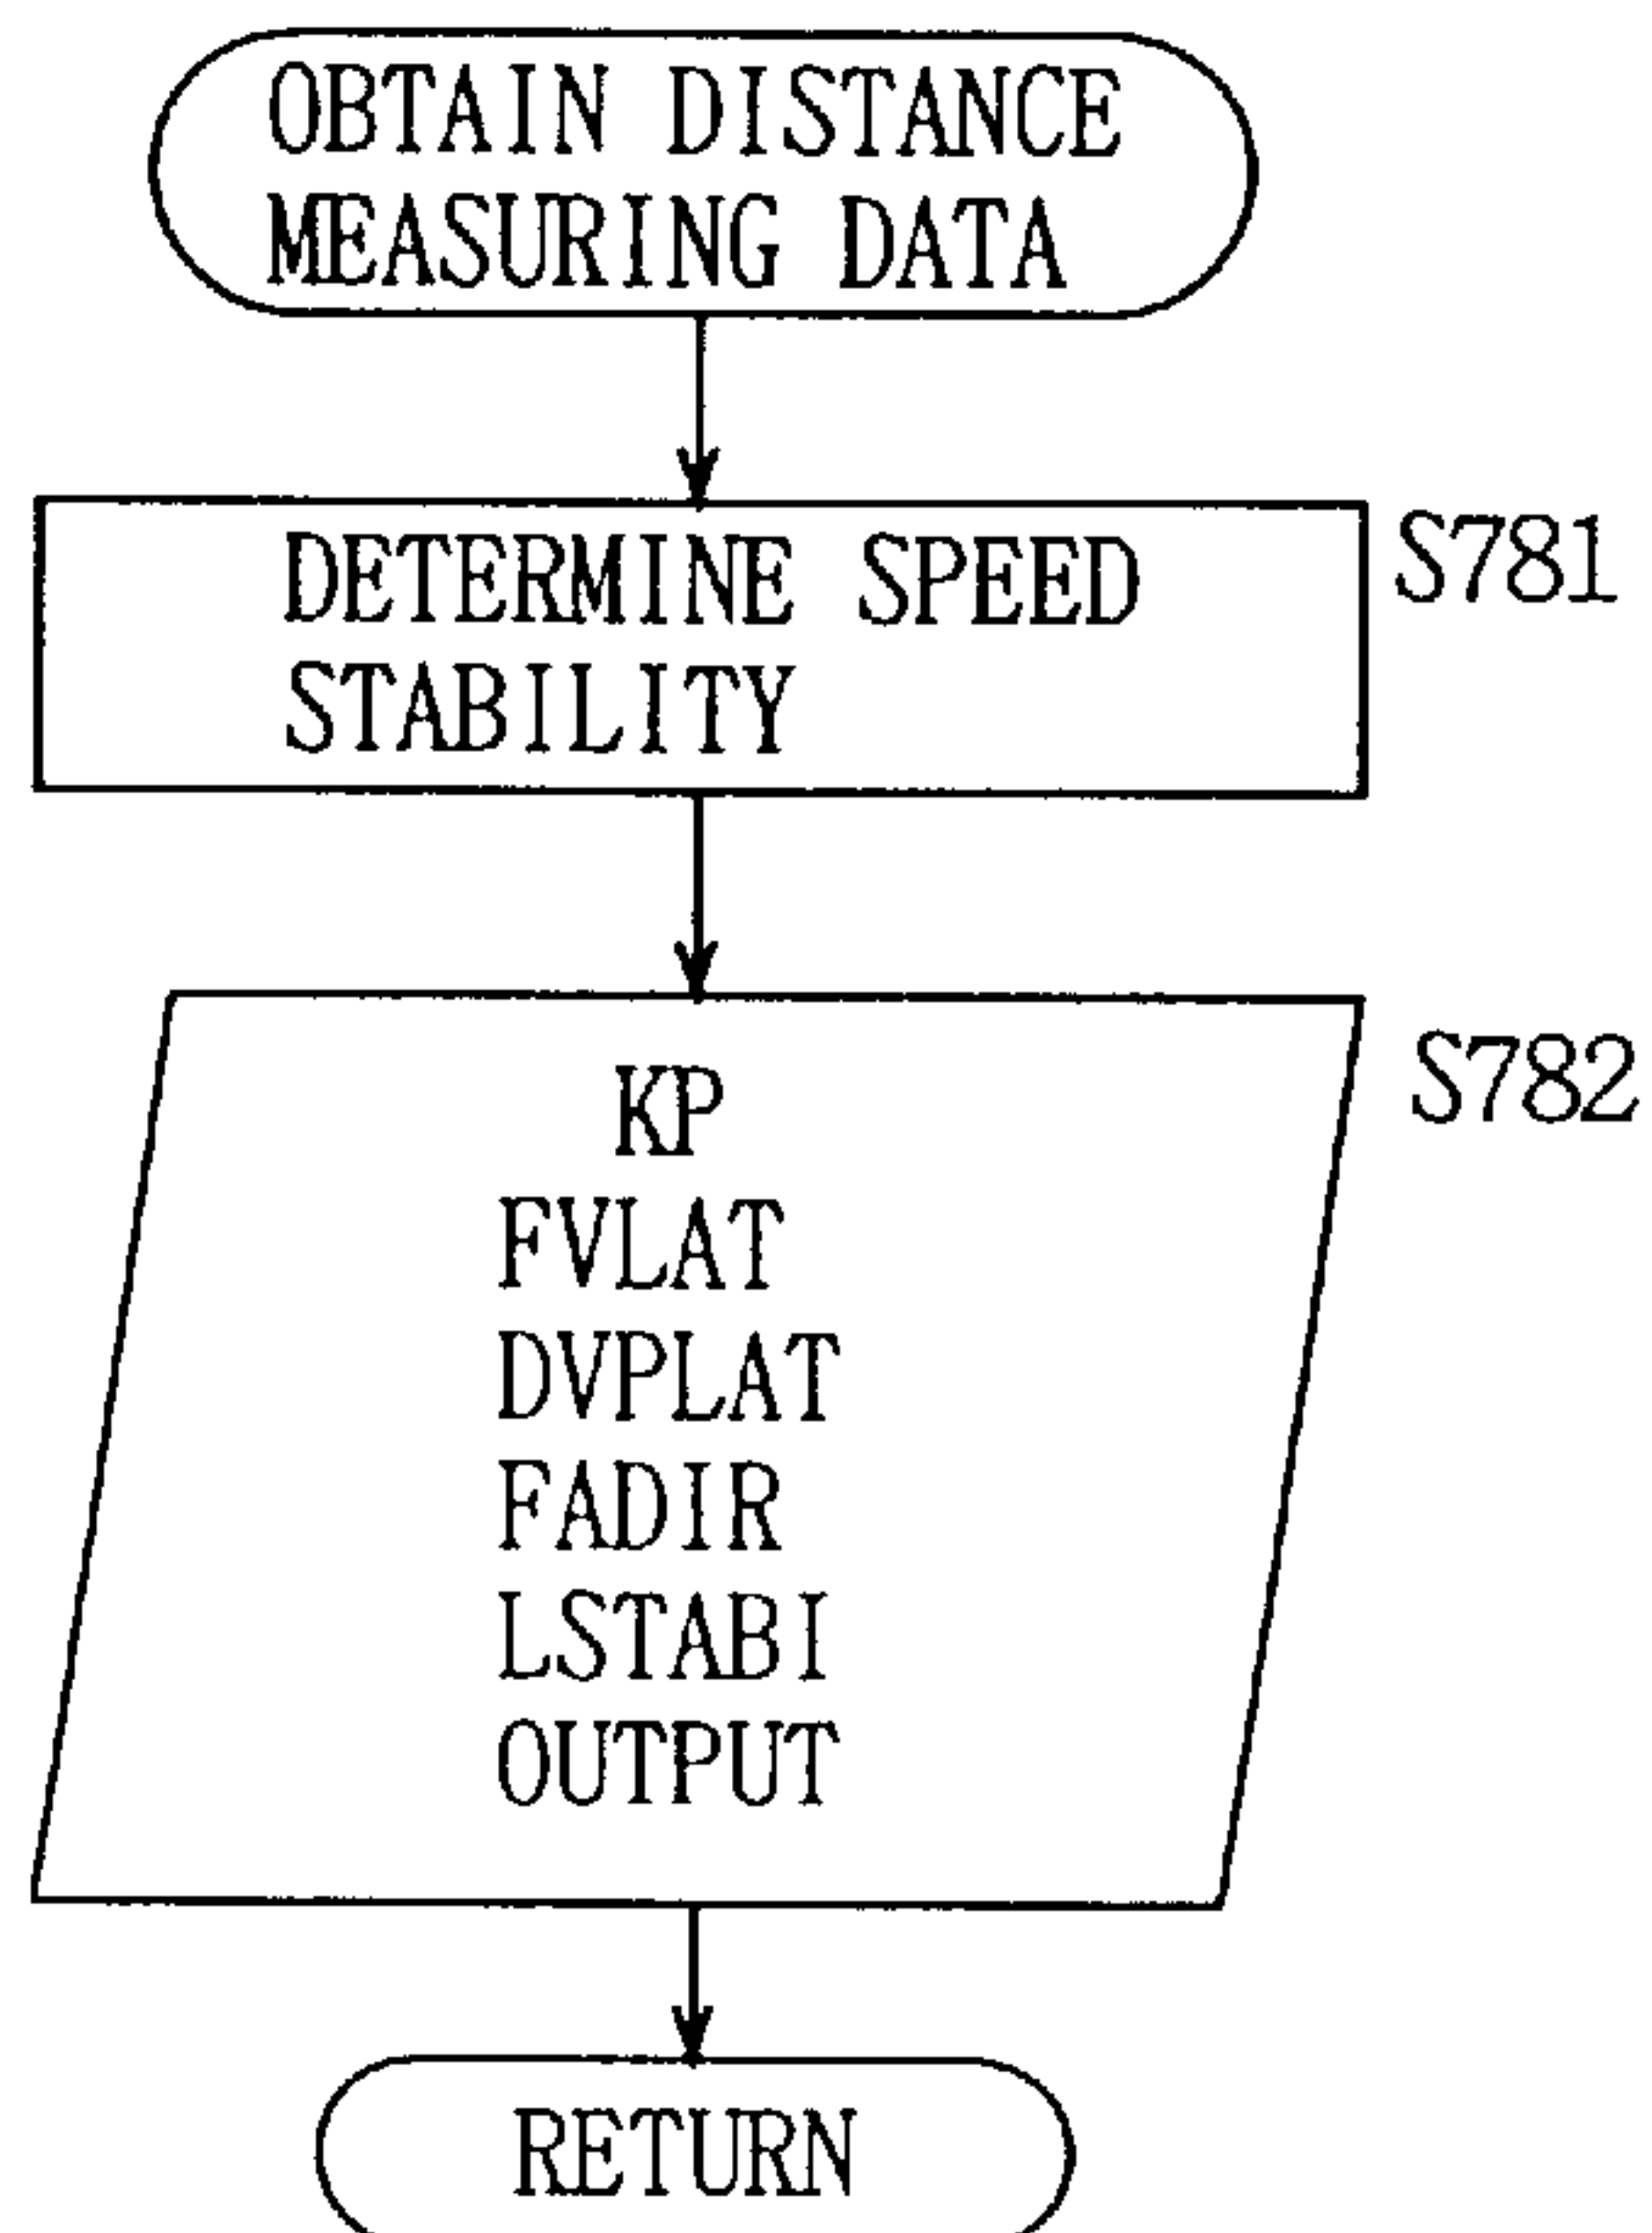 OBTAIN DISTANCE
MEASURING DATA
DETERMINE SPEED
STABILITY
S781
KP
FVLAT
DVPLAT
FADIR
LSTABI
OUTPUT
S782
RETURN